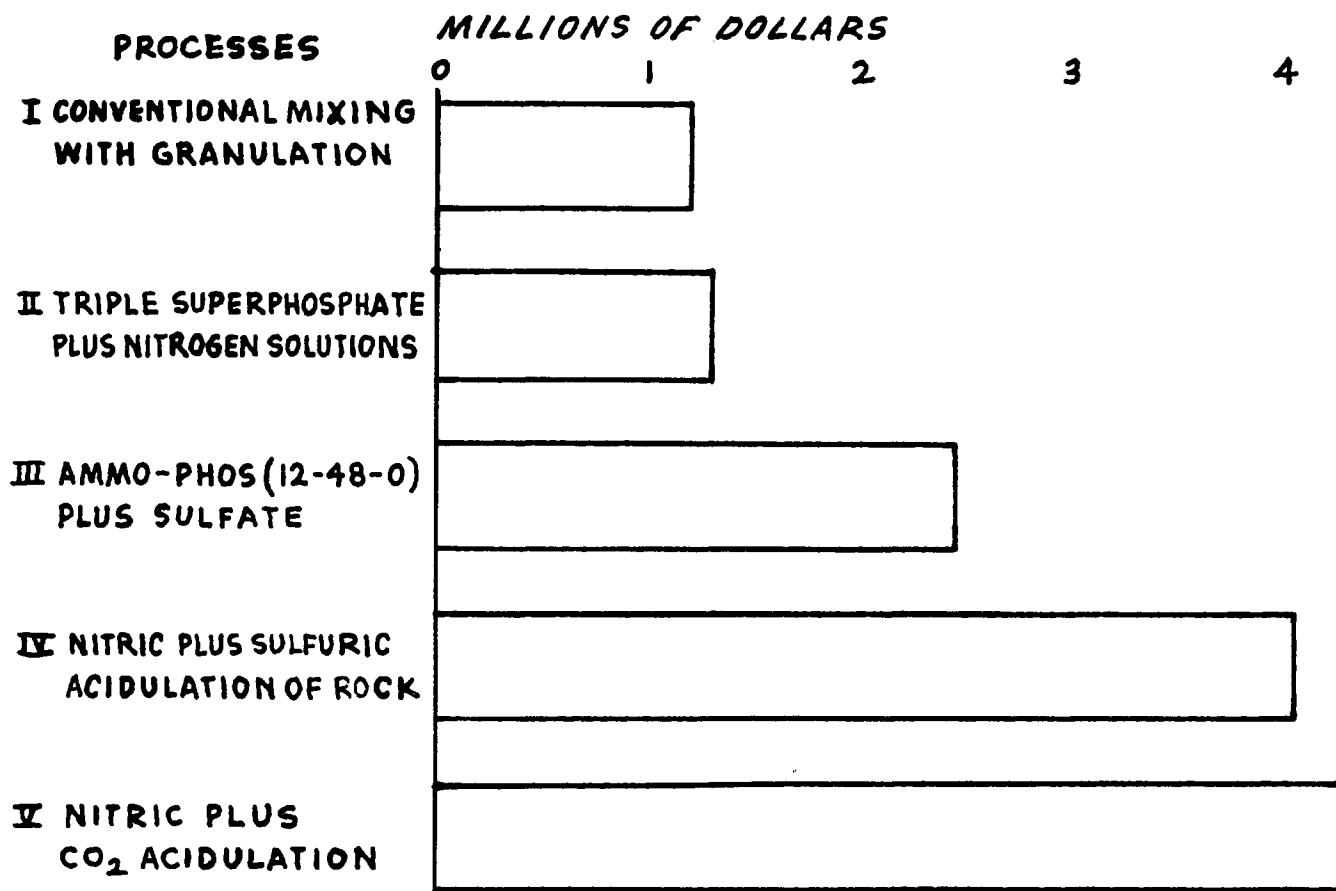 MILLIONS OF DOLLARS
PROCESSES
0 1 2 3 4
I CONVENTIONAL MIXING
WITH GRANULATION
II TRIPLE SUPERPHOSPHATE
PLUS NITROGEN SOLUTIONS
III AMMO-PHOS (12-48-0)
PLUS SULFATE
IV NITRIC PLUS SULFURIC
ACIDULATION OF ROCK
V NITRIC PLUS
CO₂ ACIDULATION